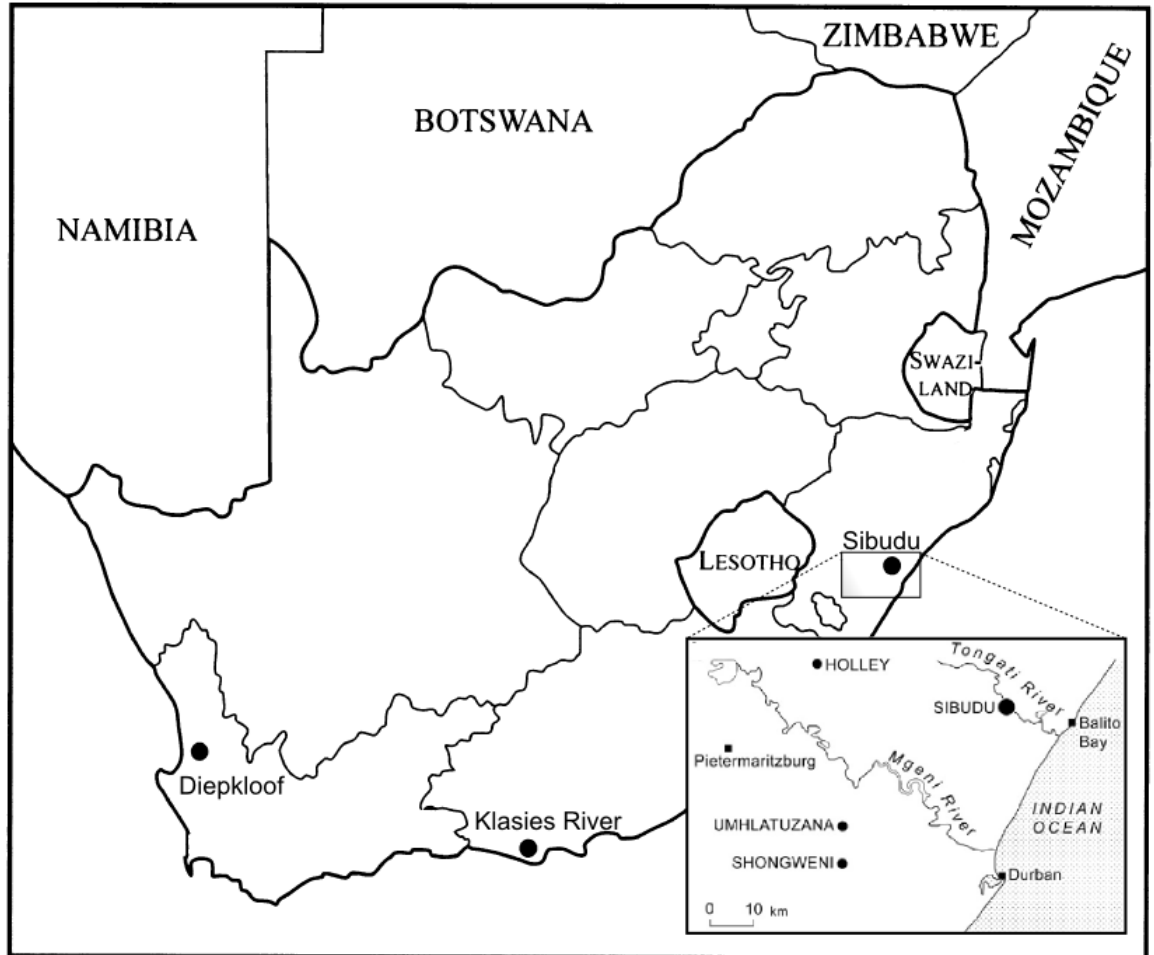 ZIMBABWE
BOTSWANA
MOZAMBIQUE
NAMIBIA
SWAZI-
LAND
Sibudu
LESOTHO
Tongati River
HOLLEY
SIBUDU
Balito
Bay
Pietermaritzburg
Mgeni River
INDIAN
OCEAN
UMHLATUZANA
SHONGWENI
Durban
0 10 km
Diepkloof
Klasies River